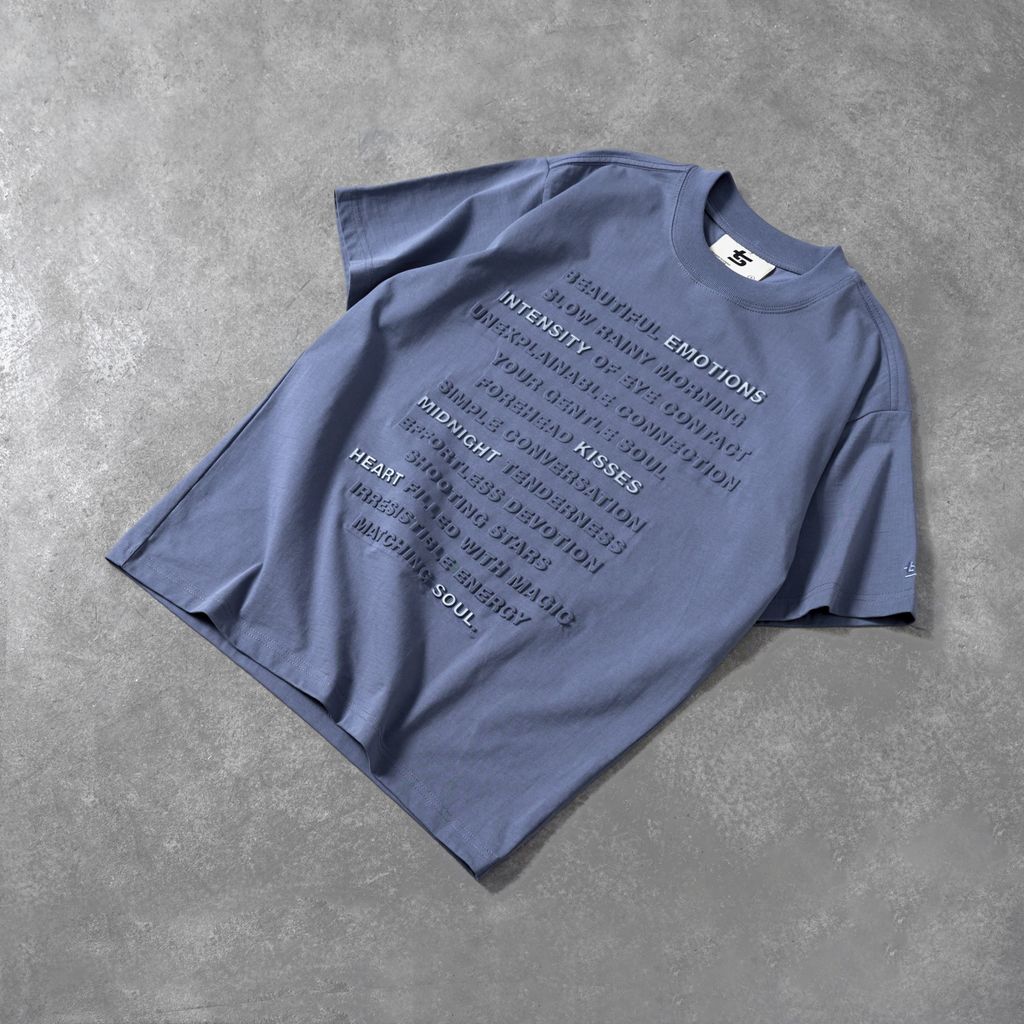 BEAUTIFUL EMOTIONS
SLOW RAINY MORNING
INTENSITY OF EYE CONTACT
UNEXPLAINABLE CONNECTION
YOUR GENTLE SOUL
FOREHEAD KISSES
SIMPLE CONVERSATION
MIDNIGHT TENDERNESS
EFFORTLESS DEVOTION
SHOOTING STARS
HEART FILLED WITH MAGIC
IRRESISTIBLE ENERGY
MATCHING SOUL.